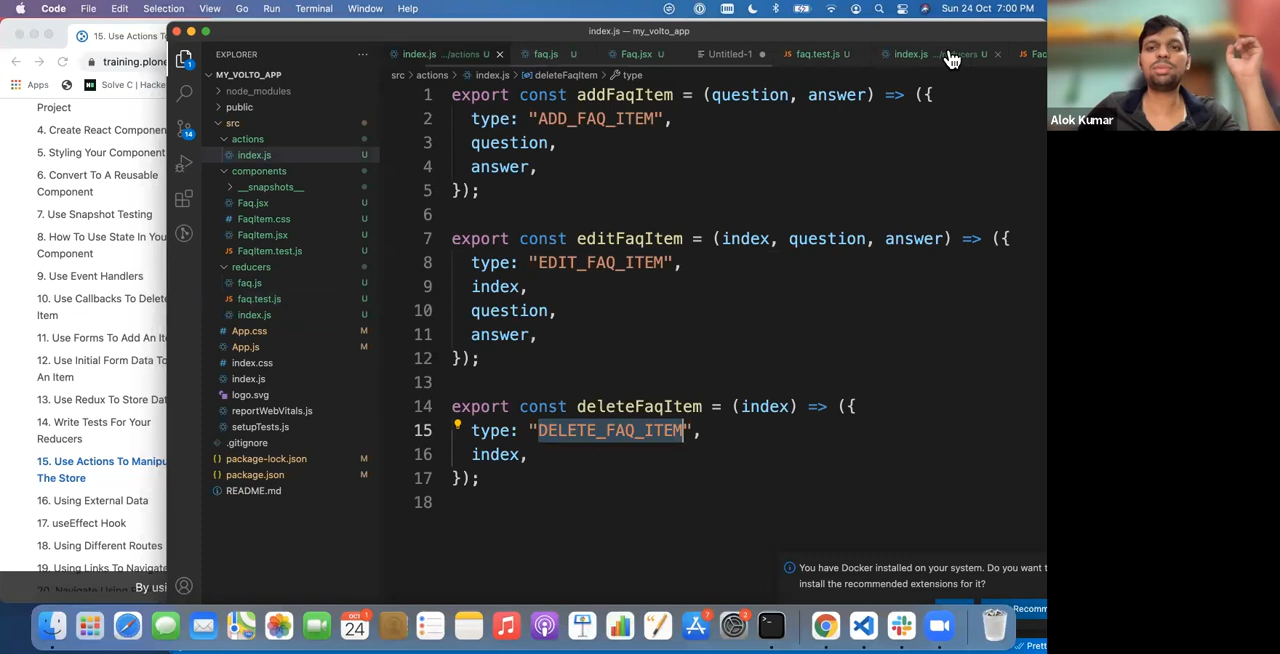 Code File Edit Selection View Go Run Terminal Window Help Sun 24 Oct 7:00 PM
index.js — my_volto_app
15. Use Actions To
training.plone
Apps Solve C | Hacke
Project
4. Create React Componen
5. Styling Your Component
6. Convert To A Reusable
Component
7. Use Snapshot Testing
8. How To Use State In You
Component
9. Use Event Handlers
10. Use Callbacks To Delete
Item
11. Use Forms To Add An Ite
12. Use Initial Form Data To
An Item
13. Use Redux To Store Dat
14. Write Tests For Your
Reducers
15. Use Actions To Manipu
The Store
16. Using External Data
17. useEffect Hook
18. Using Different Routes
19. Using Links To Navigate
By usi
EXPLORER ···
MY_VOLTO_APP
node_modules
public
src
actions
index.js U
components
__snapshots__
Faq.jsx U
FaqItem.css U
FaqItem.jsx U
JS FaqItem.test.js U
reducers
faq.js U
JS faq.test.js U
index.js U
App.css M
App.js M
index.css
index.js
logo.svg
reportWebVitals.js
setupTests.js
.gitignore
{} package-lock.json M
{} package.json M
README.md
1
14
index.js .../actions U × faq.js U Faq.jsx U Untitled-1 JS faq.test.js U index.js U × Fac
src > actions > index.js > deleteFaqItem > type
1 export const addFaqItem = (question, answer) => ({
2 type: "ADD_FAQ_ITEM",
3 question,
4 answer,
5 });
6
7 export const editFaqItem = (index, question, answer) => ({
8 type: "EDIT_FAQ_ITEM",
9 index,
10 question,
11 answer,
12 });
13
14 export const deleteFaqItem = (index) => ({
15 type: "DELETE_FAQ_ITEM",
16 index,
17 });
18
You have Docker installed on your system. Do you want t
install the recommended extensions for it?
Recomm
Prett
OCT 1
24
7
2
Alok Kumar